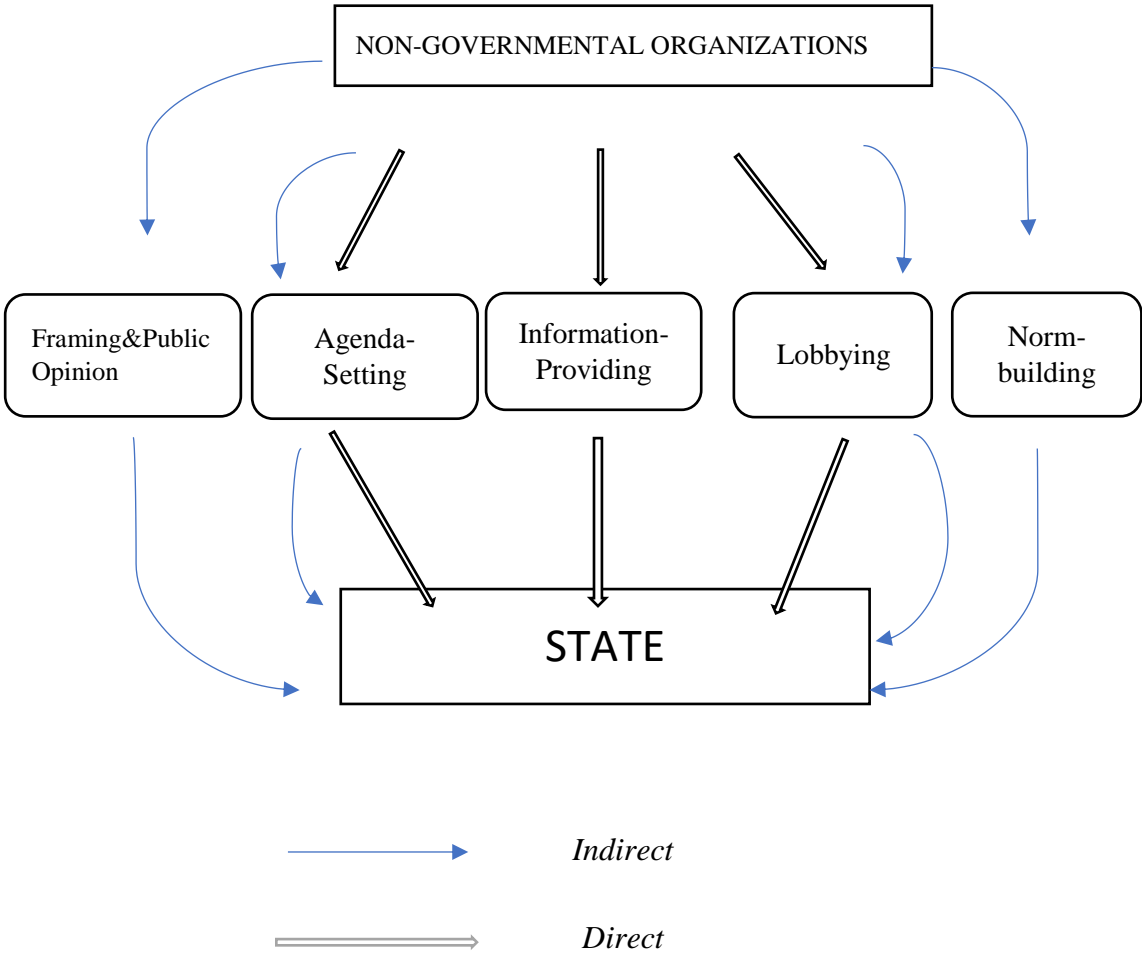 NON-GOVERNMENTAL ORGANIZATIONS
Framing&Public
Opinion
Agenda-
Setting
Information-
Providing
Lobbying
Norm-
building
STATE
Indirect
Direct